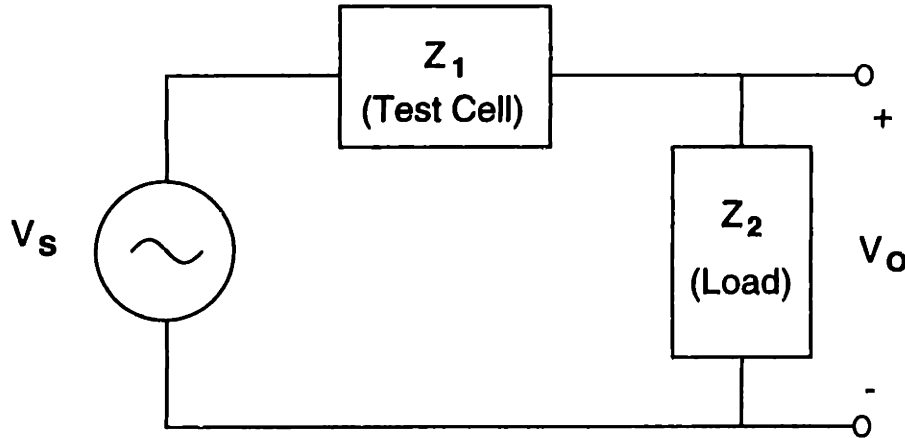 Z1
(Test Cell)
+
VS
Z2
(Load)
VO
-